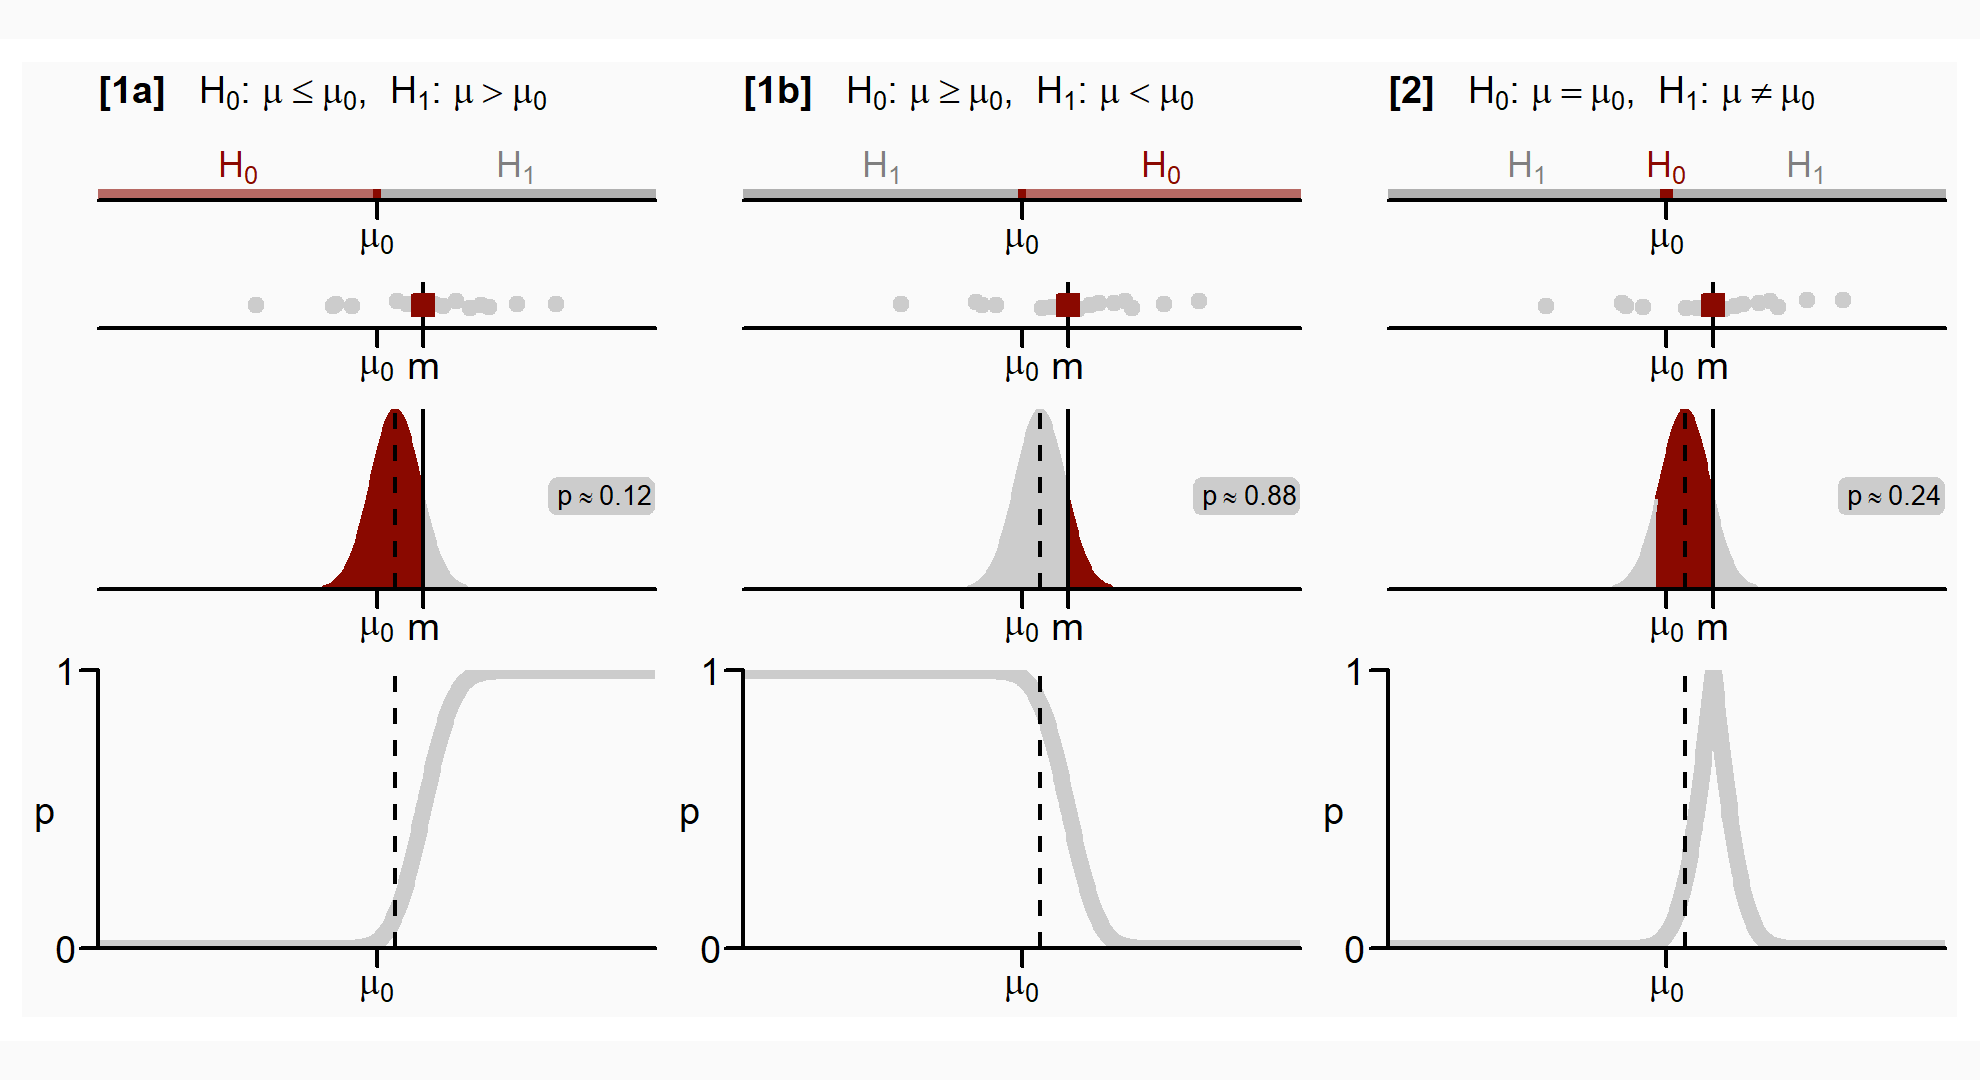 [1a] H₀: μ ≤ μ₀, H₁: μ > μ₀
H₀ H₁
μ₀
μ₀ m
p ≈ 0.12
μ₀ m
1
p
0
μ₀
[1b] H₀: μ ≥ μ₀, H₁: μ < μ₀
H₁ H₀
μ₀
μ₀ m
p ≈ 0.88
μ₀ m
1
p
0
μ₀
[2] H₀: μ = μ₀, H₁: μ ≠ μ₀
H₁ H₀ H₁
μ₀
μ₀ m
p ≈ 0.24
μ₀ m
1
p
0
μ₀